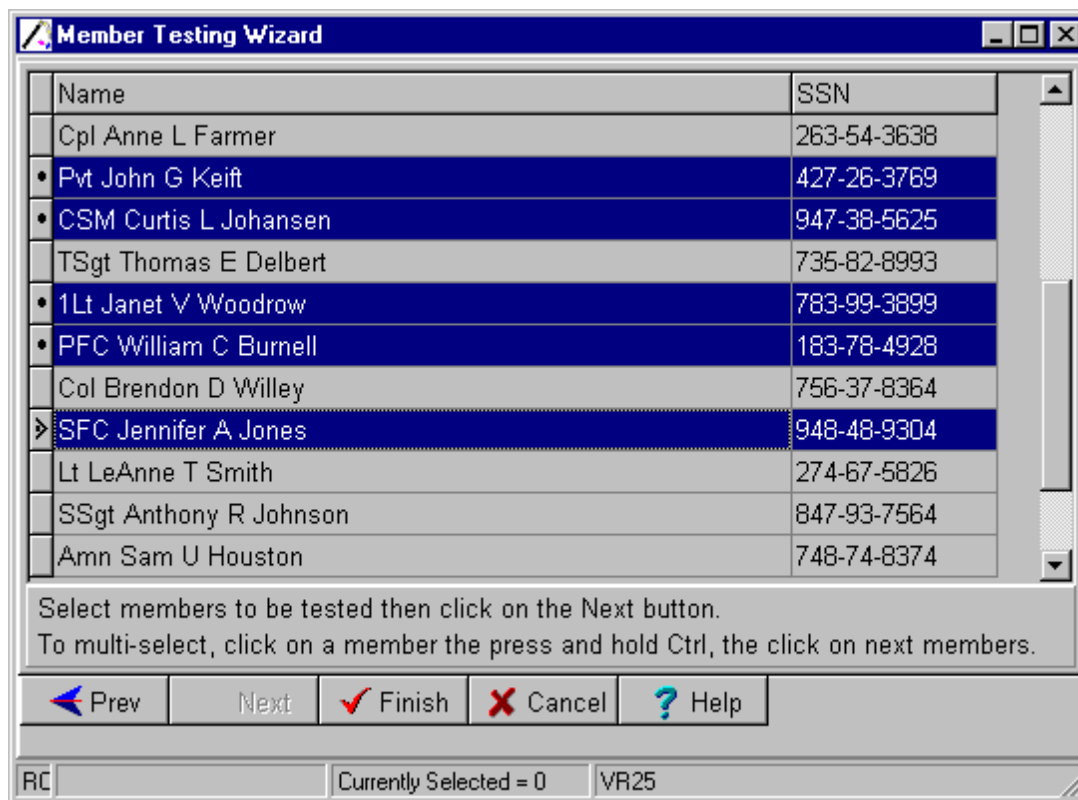 Member Testing Wizard
Name SSN
Cpl Anne L Farmer 263-54-3638
Pvt John G Keift 427-26-3769
CSM Curtis L Johansen 947-38-5625
TSgt Thomas E Delbert 735-82-8993
1Lt Janet V Woodrow 783-99-3899
PFC William C Burnell 183-78-4928
Col Brendon D Willey 756-37-8364
SFC Jennifer A Jones 948-48-9304
Lt LeAnne T Smith 274-67-5826
SSgt Anthony R Johnson 847-93-7564
Amn Sam U Houston 748-74-8374
Select members to be tested then click on the Next button.
To multi-select, click on a member the press and hold Ctrl, the click on next members.
Prev Next Finish Cancel Help
RC Currently Selected = 0 VR25